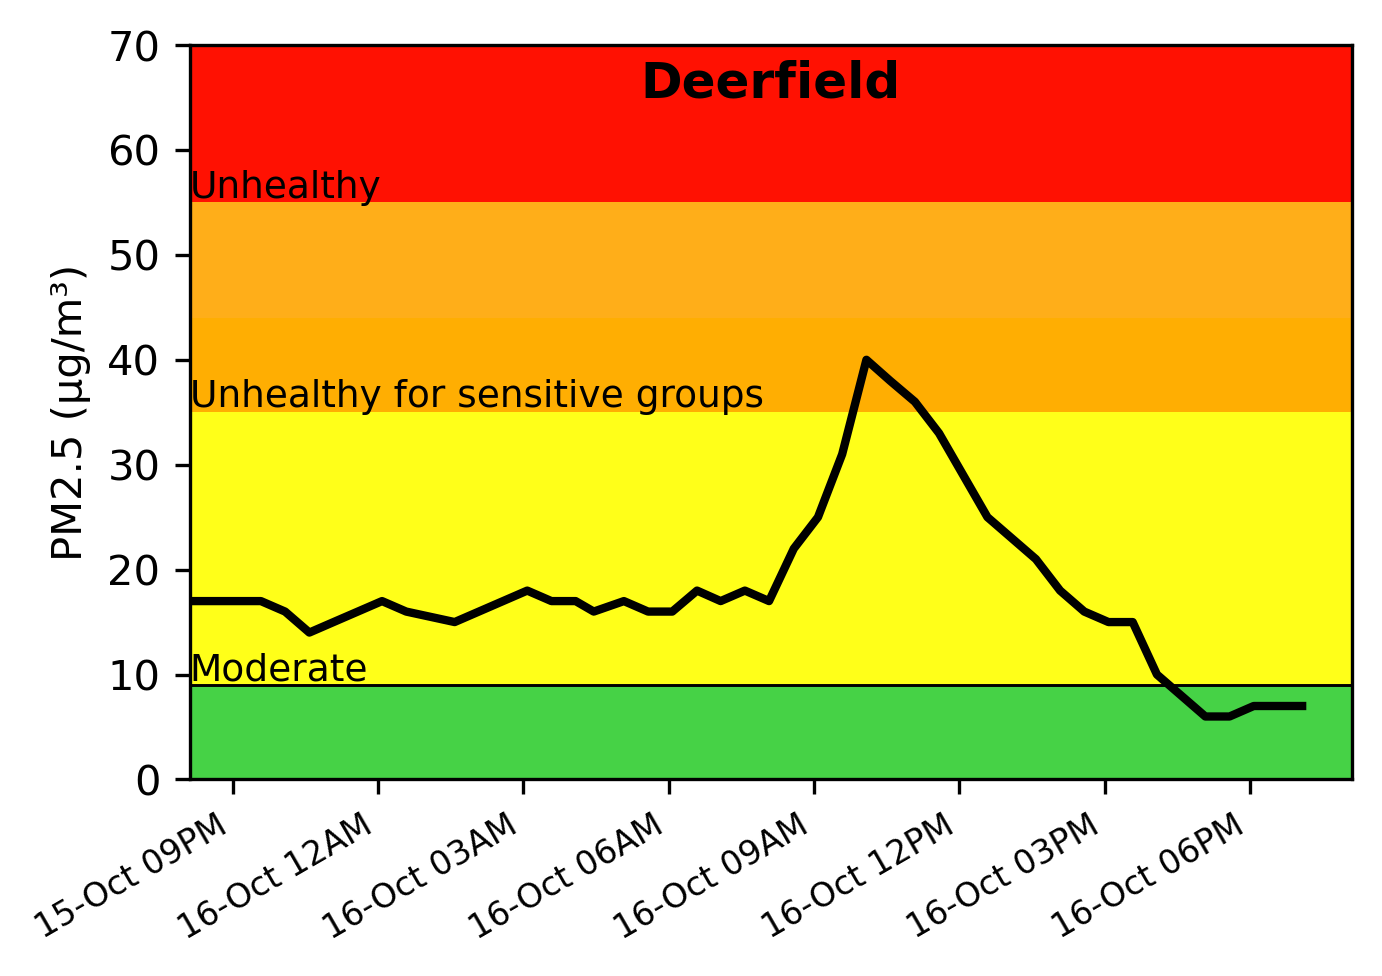 Deerfield
70
60
50
40
30
20
10
0
PM2.5 (µg/m³)
Unhealthy
Unhealthy for sensitive groups
Moderate
15-Oct 09PM
16-Oct 12AM
16-Oct 03AM
16-Oct 06AM
16-Oct 09AM
16-Oct 12PM
16-Oct 03PM
16-Oct 06PM